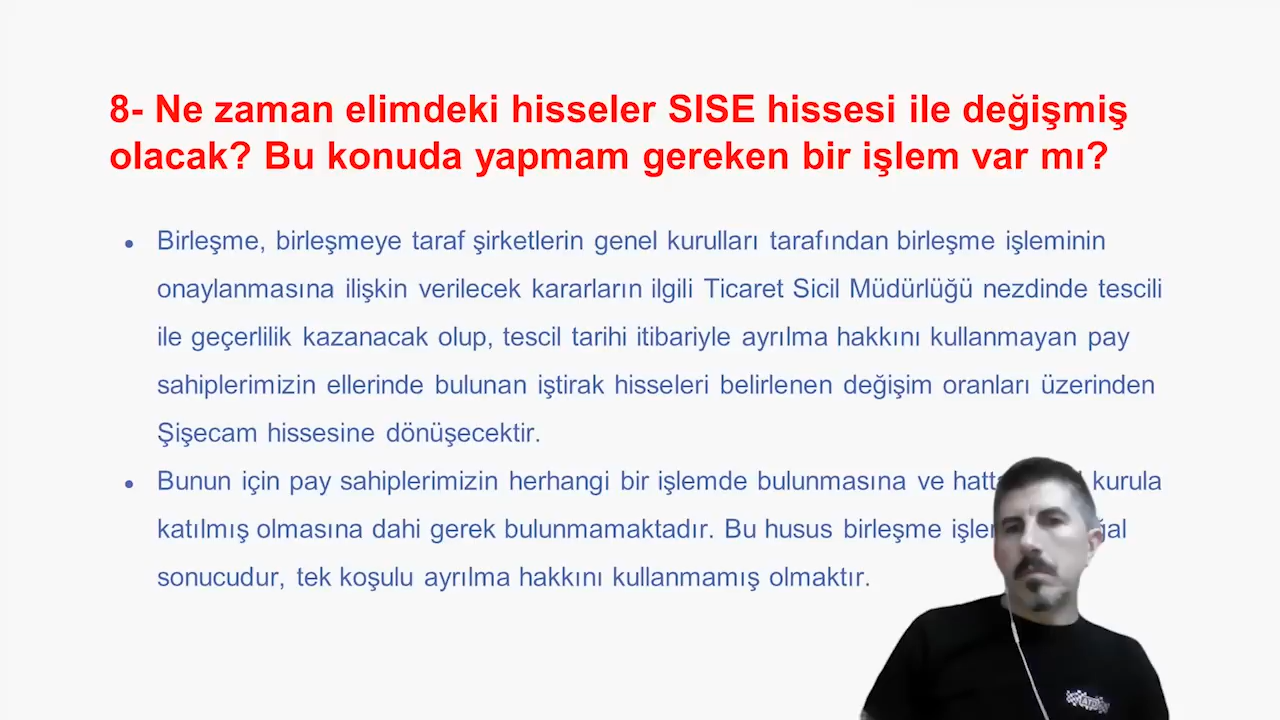 8- Ne zaman elimdeki hisseler SISE hissesi ile değişmiş
olacak? Bu konuda yapmam gereken bir işlem var mı?
• Birleşme, birleşmeye taraf şirketlerin genel kurulları tarafından birleşme işleminin
onaylanmasına ilişkin verilecek kararların ilgili Ticaret Sicil Müdürlüğü nezdinde tescili
ile geçerlilik kazanacak olup, tescil tarihi itibariyle ayrılma hakkını kullanmayan pay
sahiplerimizin ellerinde bulunan iştirak hisseleri belirlenen değişim oranları üzerinden
Şişecam hissesine dönüşecektir.
• Bunun için pay sahiplerimizin herhangi bir işlemde bulunmasına ve kurula
katılmış olmasına dahi gerek bulunmamaktadır. Bu husus birleşme
sonucudur, tek koşulu ayrılma hakkını kullanmamış olmaktır.